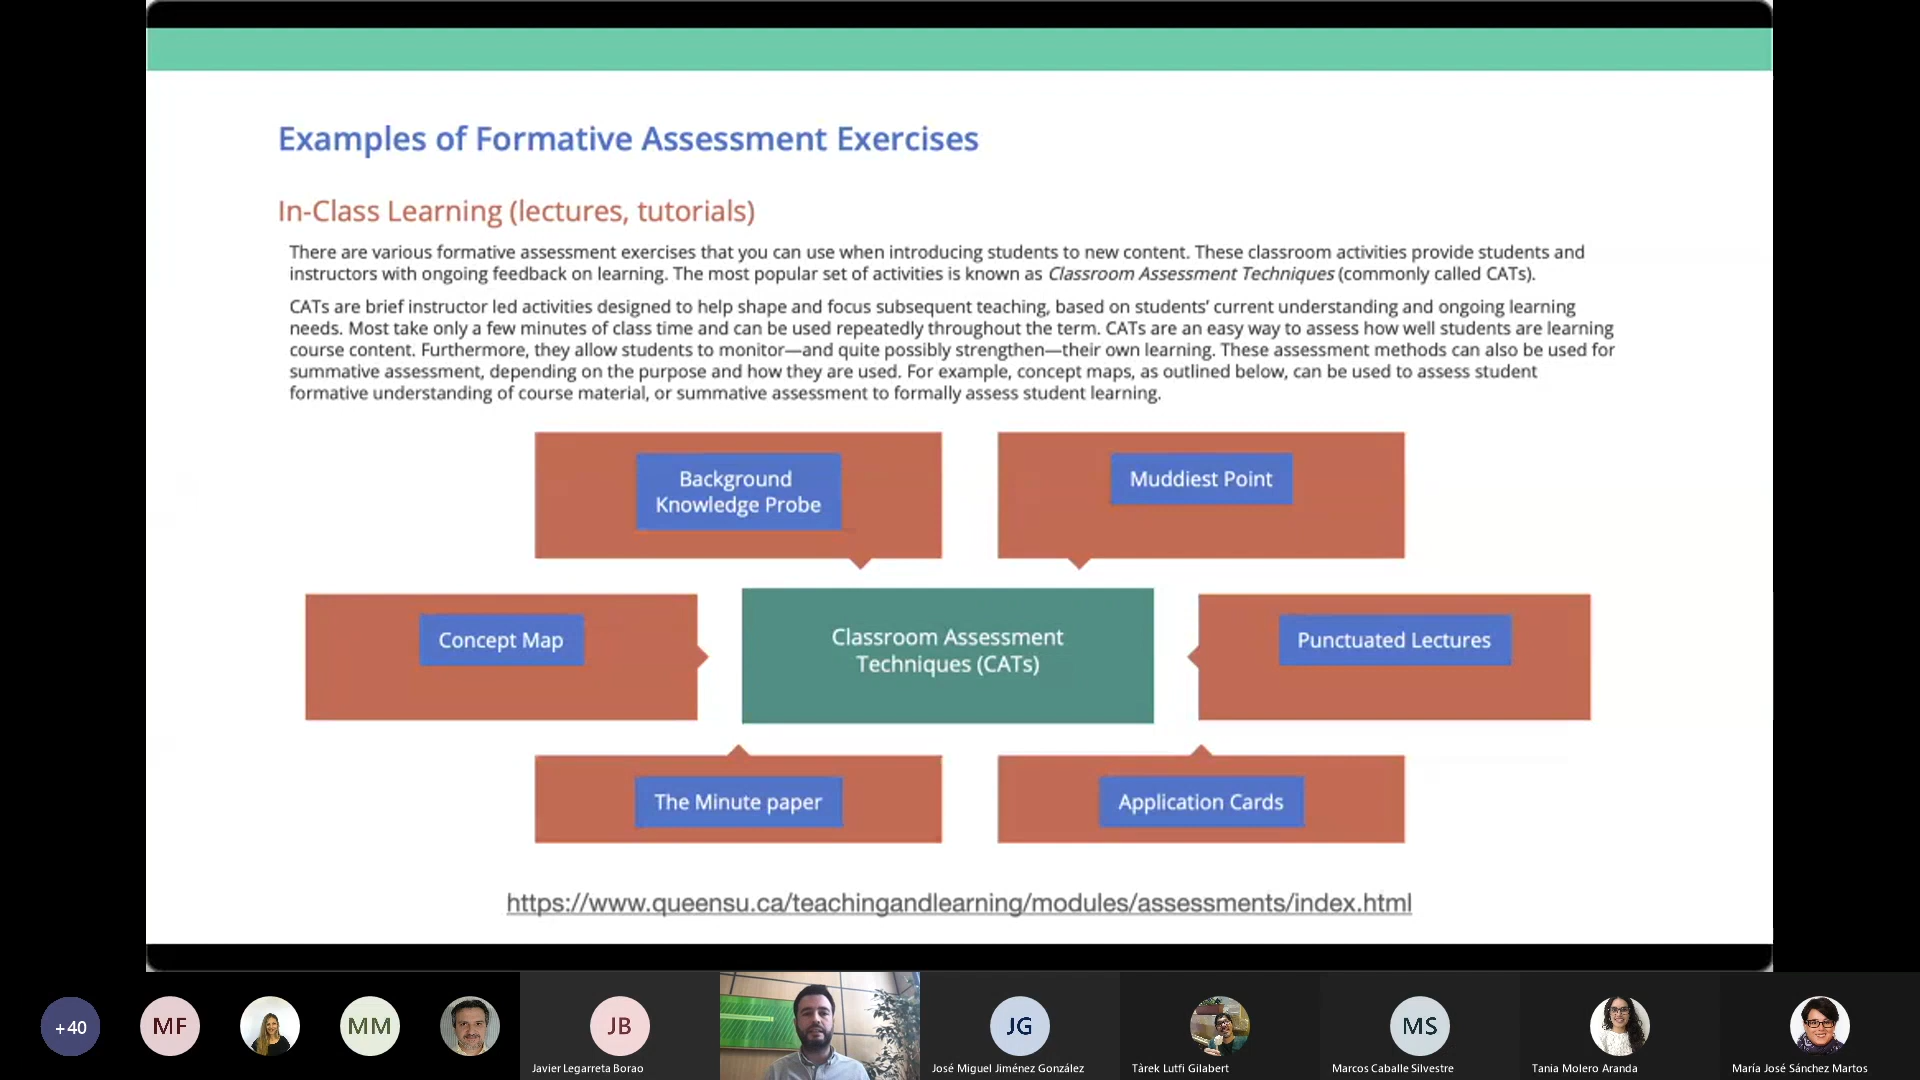 Examples of Formative Assessment Exercises
In-Class Learning (lectures, tutorials)
There are various formative assessment exercises that you can use when introducing students to new content. These classroom activities provide students and
instructors with ongoing feedback on learning. The most popular set of activities is known as Classroom Assessment Techniques (commonly called CATs).
CATs are brief instructor led activities designed to help shape and focus subsequent teaching, based on students’ current understanding and ongoing learning
needs. Most take only a few minutes of class time and can be used repeatedly throughout the term. CATs are an easy way to assess how well students are learning
course content. Furthermore, they allow students to monitor—and quite possibly strengthen—their own learning. These assessment methods can also be used for
summative assessment, depending on the purpose and how they are used. For example, concept maps, as outlined below, can be used to assess student
formative understanding of course material, or summative assessment to formally assess student learning.
Background
Knowledge Probe
Muddiest Point
Concept Map
Classroom Assessment
Techniques (CATs)
Punctuated Lectures
The Minute paper
Application Cards
https://www.queensu.ca/teachingandlearning/modules/assessments/index.html
+40
MF
MM
JB
JG
MS
Javier Legarreta Borao
José Miguel Jiménez González
Tàrek Lutfi Gilabert
Marcos Caballe Silvestre
Tania Molero Aranda
María José Sánchez Martos